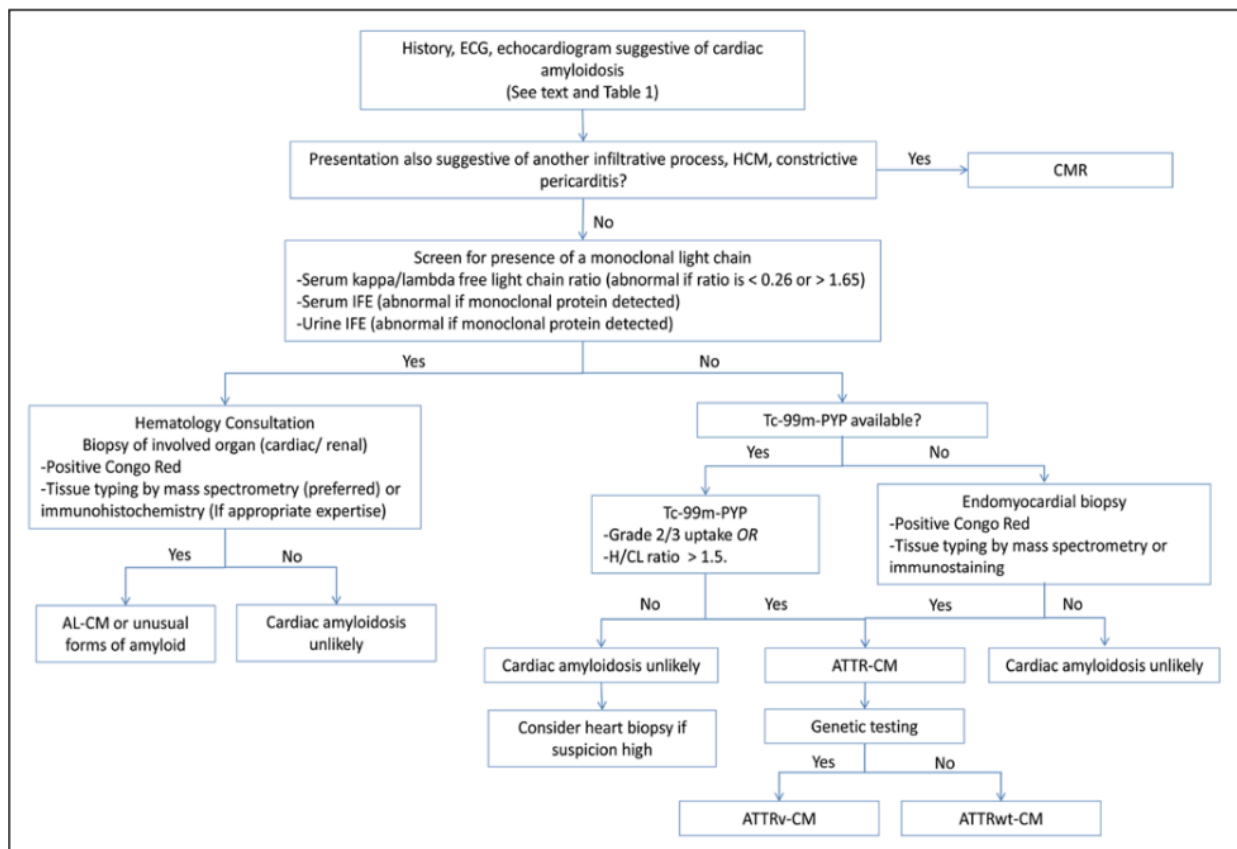 History, ECG, echocardiogram suggestive of cardiac
amyloidosis
(See text and Table 1)
Presentation also suggestive of another infiltrative process, HCM, constrictive
pericarditis?
Yes
CMR
No
Screen for presence of a monoclonal light chain
-Serum kappa/lambda free light chain ratio (abnormal if ratio is < 0.26 or > 1.65)
-Serum IFE (abnormal if monoclonal protein detected)
-Urine IFE (abnormal if monoclonal protein detected)
Yes
No
Hematology Consultation
Biopsy of involved organ (cardiac/ renal)
-Positive Congo Red
-Tissue typing by mass spectrometry (preferred) or
immunohistochemistry (If appropriate expertise)
Yes
No
AL-CM or unusual
forms of amyloid
Cardiac amyloidosis
unlikely
Tc-99m-PYP available?
Yes
No
Tc-99m-PYP
-Grade 2/3 uptake OR
-H/CL ratio > 1.5.
Endomyocardial biopsy
-Positive Congo Red
-Tissue typing by mass spectrometry or
immunostaining
No
Yes
Yes
No
Cardiac amyloidosis unlikely
ATTR-CM
Cardiac amyloidosis unlikely
Consider heart biopsy if
suspicion high
Genetic testing
Yes
No
ATTRv-CM
ATTRwt-CM